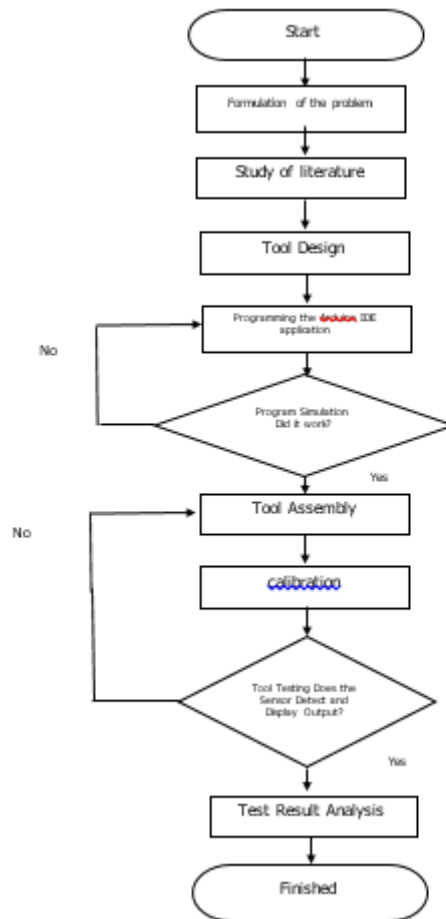 Start
Formulation of the problem
Study of literature
Tool Design
Programming the Arduino IDE
application
No
Program Simulation
Did it work?
Yes
Tool Assembly
No
calibration
Tool Testing Does the
Sensor Detect and
Display Output?
Yes
Test Result Analysis
Finished